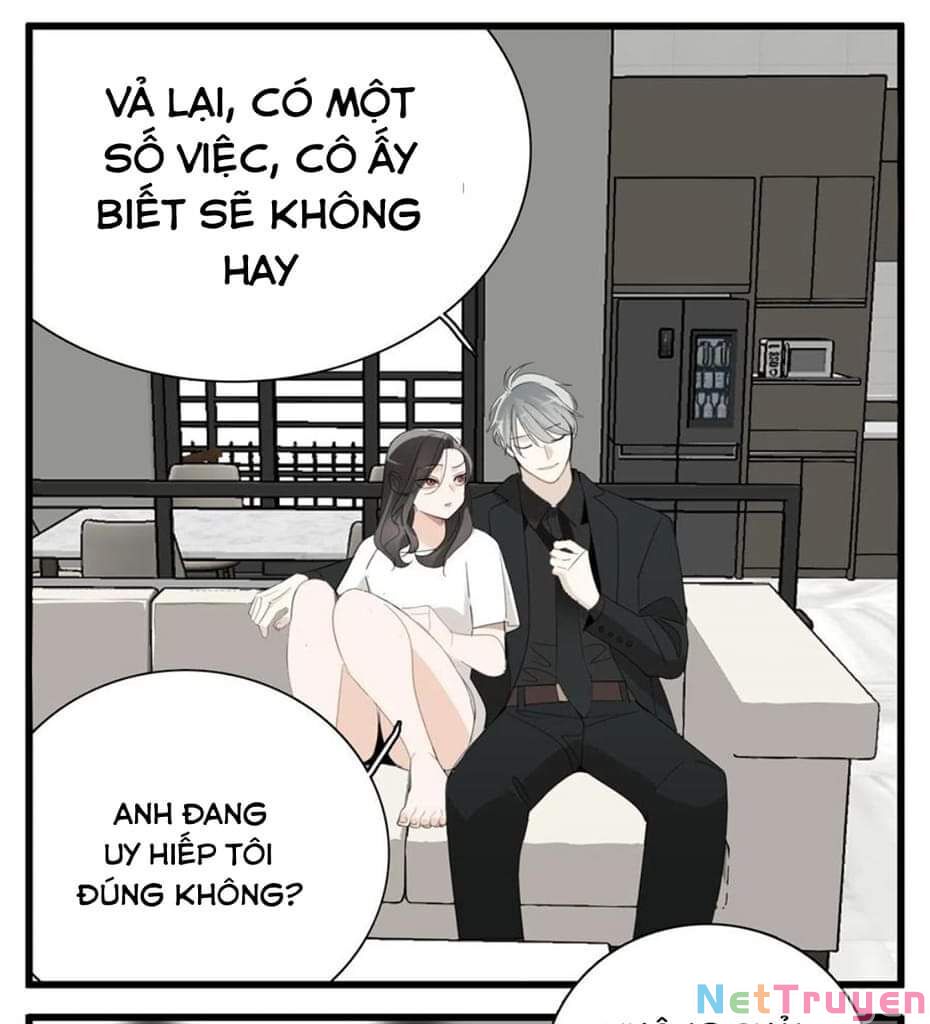 VẢ LẠI, CÓ MỘT
SỐ VIỆC, CÔ ẤY
BIẾT SẼ KHÔNG
HAY
ANH ĐANG
UY HIẾP TÔI
ĐÚNG KHÔNG?
NetTruyen